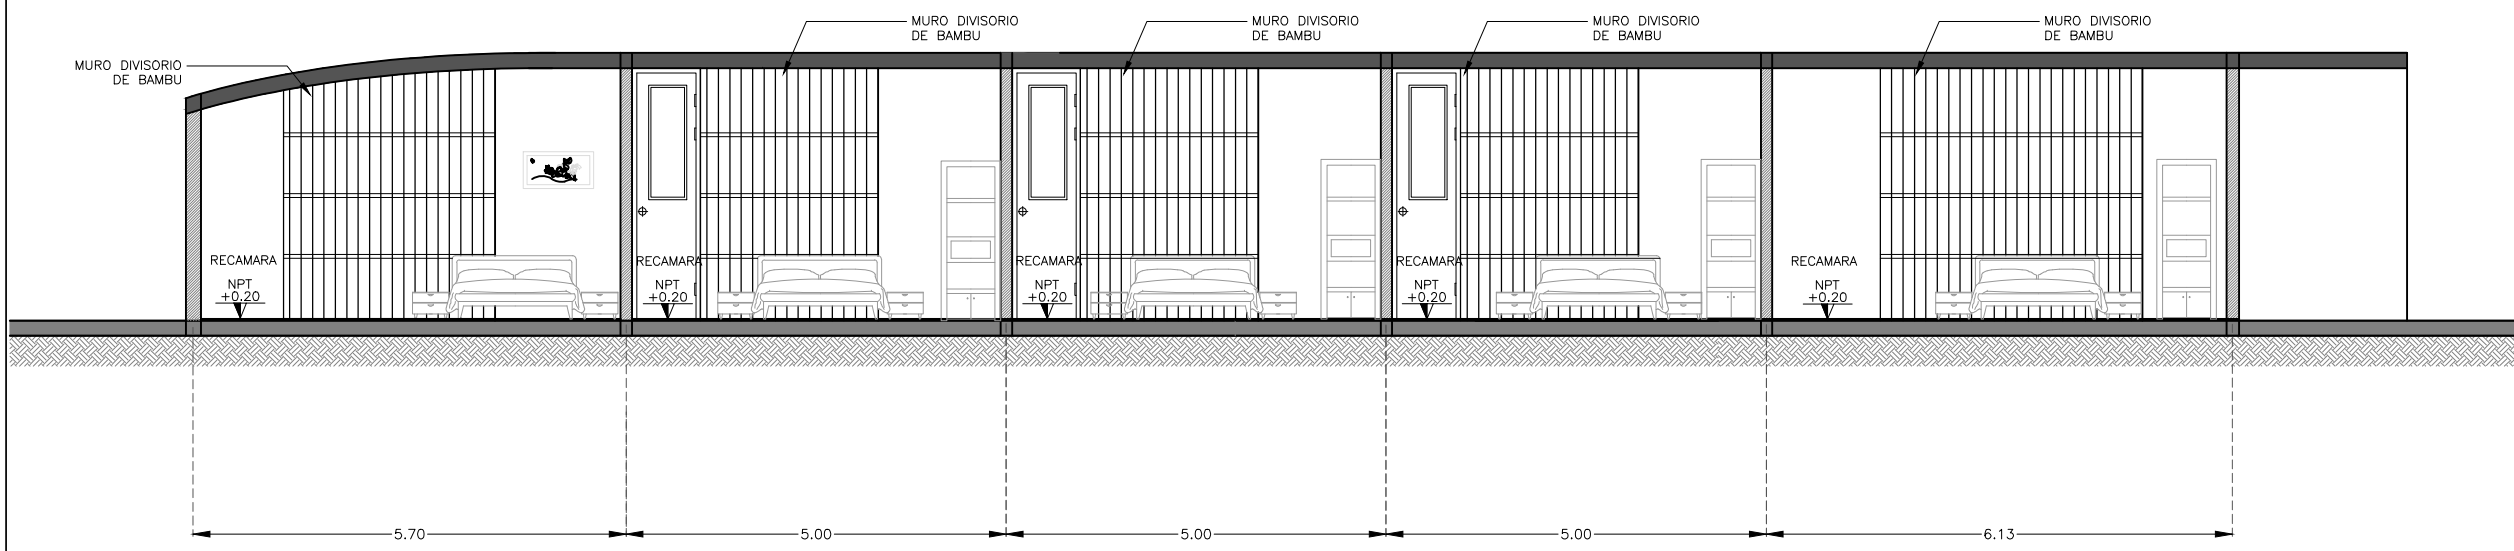 MURO DIVISORIO
DE BAMBU
MURO DIVISORIO
DE BAMBU
MURO DIVISORIO
DE BAMBU
MURO DIVISORIO
DE BAMBU
MURO DIVISORIO
DE BAMBU
RECAMARA
NPT
+0.20
RECAMARA
NPT
+0.20
RECAMARA
NPT
+0.20
RECAMARA
NPT
+0.20
RECAMARA
NPT
+0.20
5.70
5.00
5.00
5.00
6.13